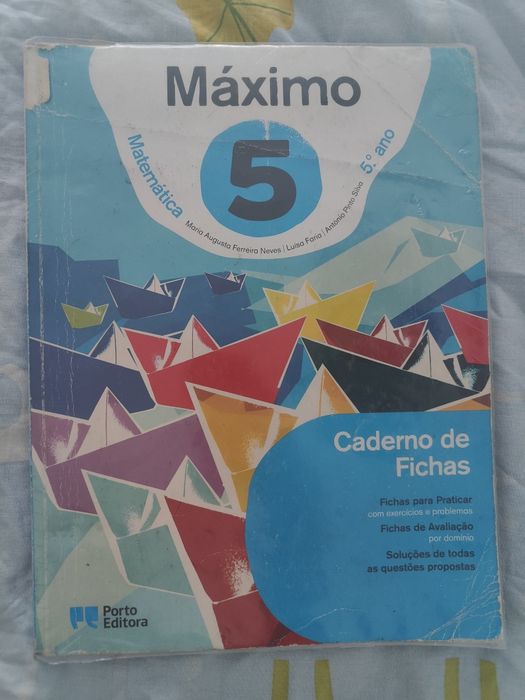 Máximo
Matemática
5
5.º ano
Maria Augusta Ferreira Neves | Luísa Faria | António Pinto Silva
Caderno de
Fichas
Fichas para Praticar
com exercícios e problemas
Fichas de Avaliação
por domínio
Soluções de todas
as questões propostas
Porto
Editora